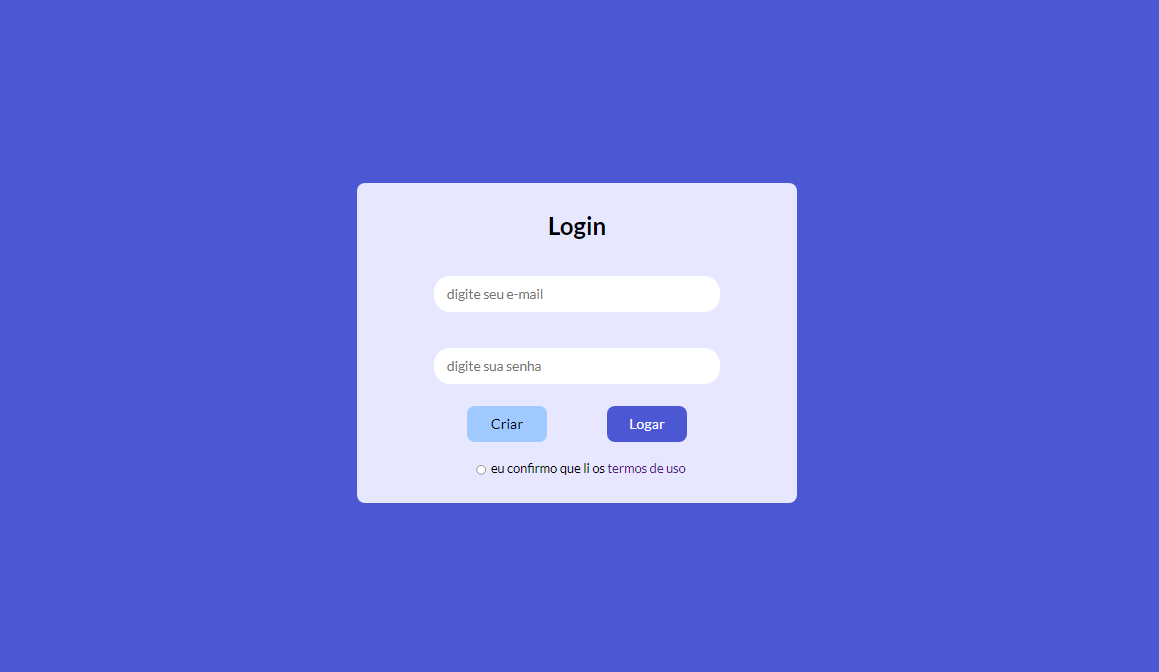 Login
digite seu e-mail
digite sua senha
Criar
Logar
eu confirmo que li os termos de uso